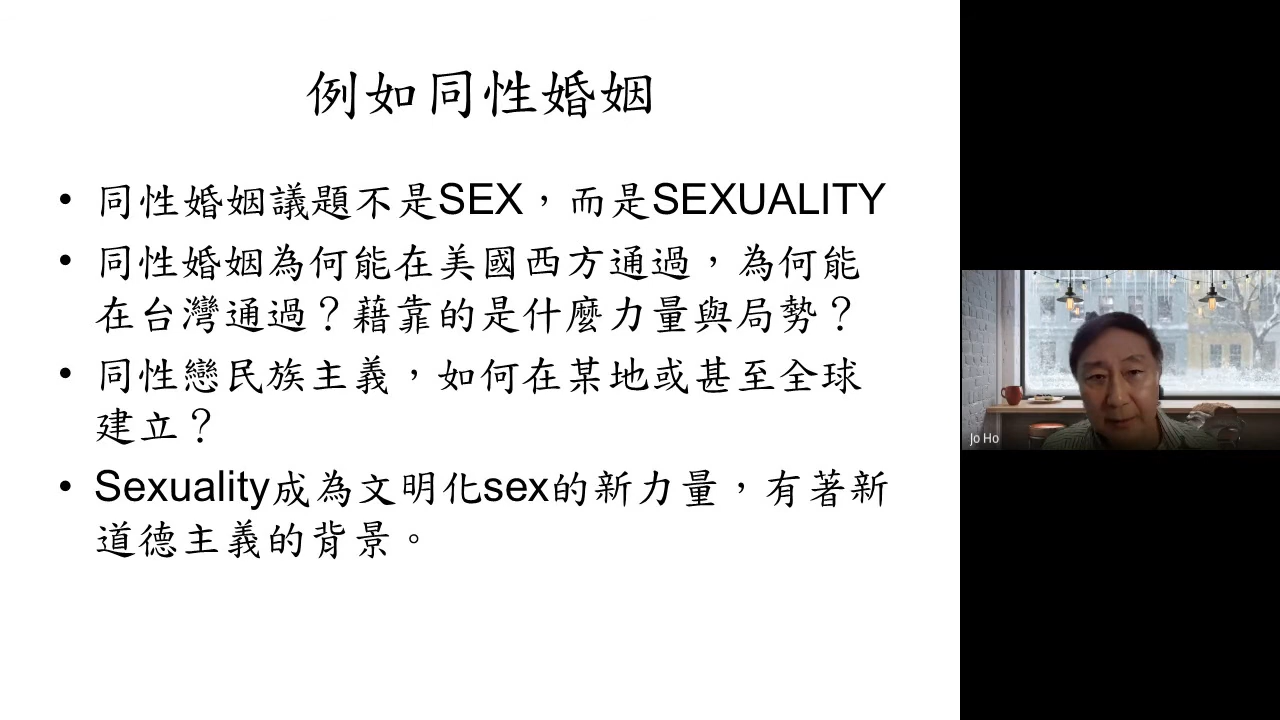 例如同性婚姻
• 同性婚姻議題不是SEX，而是SEXUALITY
• 同性婚姻為何能在美國西方通過，為何能
在台灣通過？藉靠的是什麼力量與局勢？
• 同性戀民族主義，如何在某地或甚至全球
建立？
• Sexuality成為文明化sex的新力量，有著新
道德主義的背景。
Jo Ho